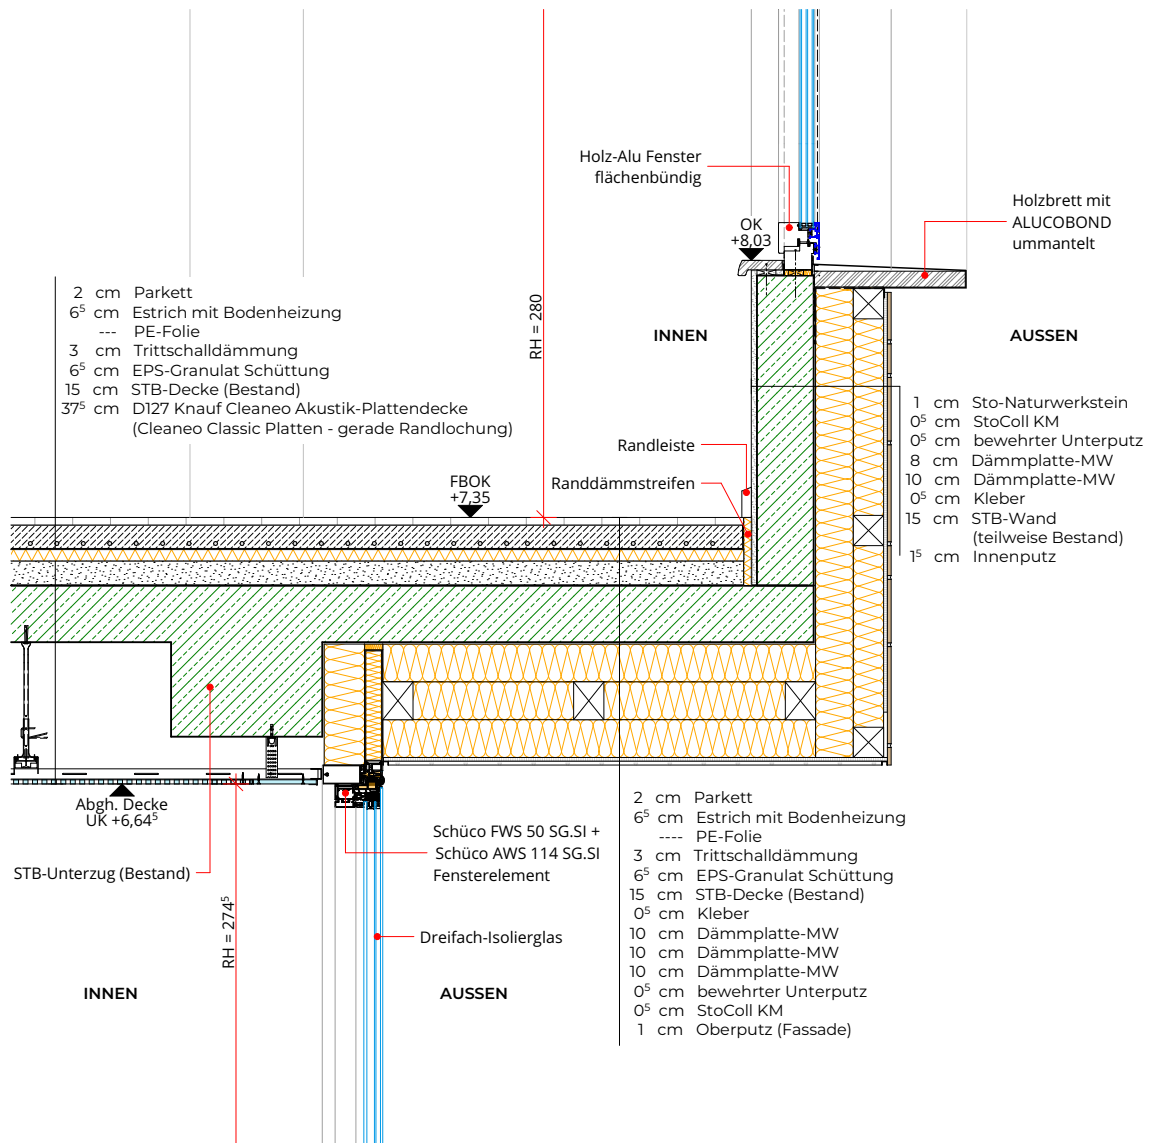 Holz-Alu Fenster
flächenbündig
Holzbrett mit
ALUCOBOND
ummantelt
OK
+8,03
2 cm Parkett
6⁵ cm Estrich mit Bodenheizung
--- PE-Folie
3 cm Trittschalldämmung
6⁵ cm EPS-Granulat Schüttung
15 cm STB-Decke (Bestand)
37⁵ cm D127 Knauf Cleaneo Akustik-Plattendecke
(Cleaneo Classic Platten - gerade Randlochung)
RH = 280
INNEN
AUSSEN
1 cm Sto-Naturwerkstein
0⁵ cm StoColl KM
0⁵ cm bewehrter Unterputz
8 cm Dämmplatte-MW
10 cm Dämmplatte-MW
0⁵ cm Kleber
15 cm STB-Wand
(teilweise Bestand)
1⁵ cm Innenputz
Randleiste
Randdämmstreifen
FBOK
+7,35
Abgh. Decke
UK +6,64⁵
STB-Unterzug (Bestand)
Schüco FWS 50 SG.SI +
Schüco AWS 114 SG.SI
Fensterelement
Dreifach-Isolierglas
RH = 274⁵
INNEN
AUSSEN
2 cm Parkett
6⁵ cm Estrich mit Bodenheizung
---- PE-Folie
3 cm Trittschalldämmung
6⁵ cm EPS-Granulat Schüttung
15 cm STB-Decke (Bestand)
0⁵ cm Kleber
10 cm Dämmplatte-MW
10 cm Dämmplatte-MW
10 cm Dämmplatte-MW
0⁵ cm bewehrter Unterputz
0⁵ cm StoColl KM
1 cm Oberputz (Fassade)